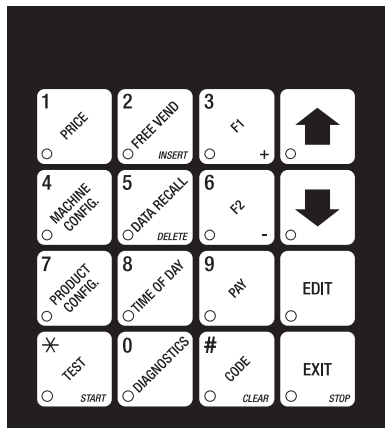 1 PRICE
2 FREE VEND INSERT
3 F1 +
4 MACHINE CONFIG.
5 DATA RECALL DELETE
6 F2 -
7 PRODUCT CONFIG.
8 TIME OF DAY
9 PAY
EDIT
* TEST START
0 DIAGNOSTICS
# CODE CLEAR
EXIT STOP